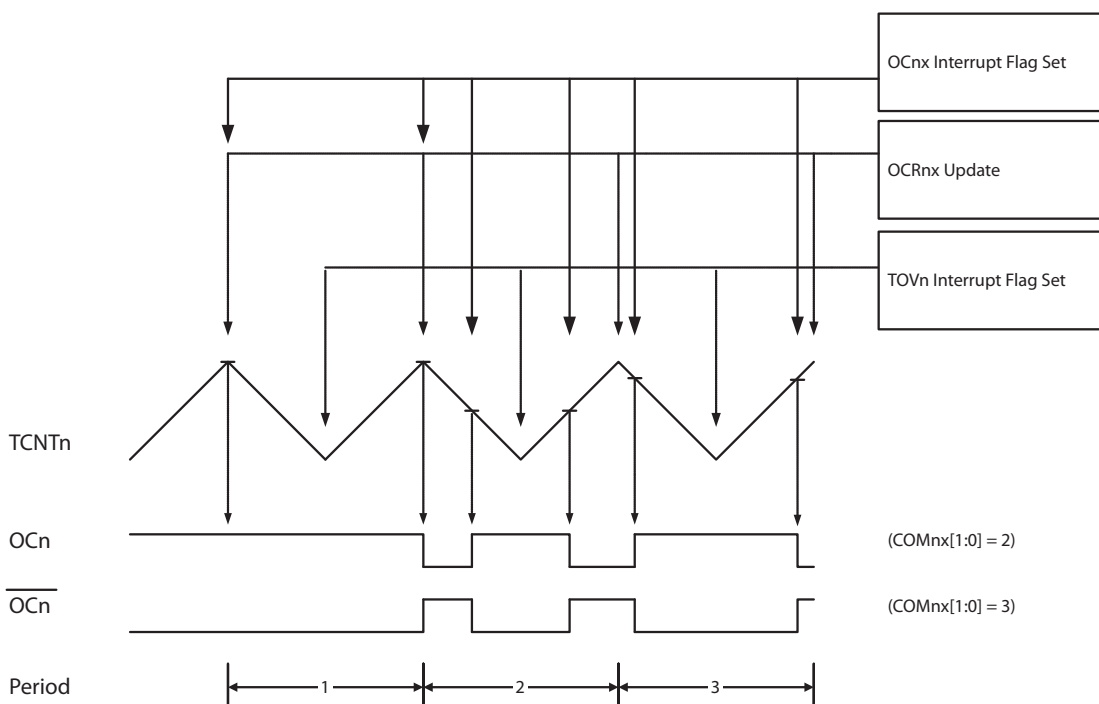 OCnx Interrupt Flag Set
OCRnx Update
TOVn Interrupt Flag Set
TCNTn
OCn
(COMnx[1:0] = 2)
OCn
(COMnx[1:0] = 3)
Period
1
2
3